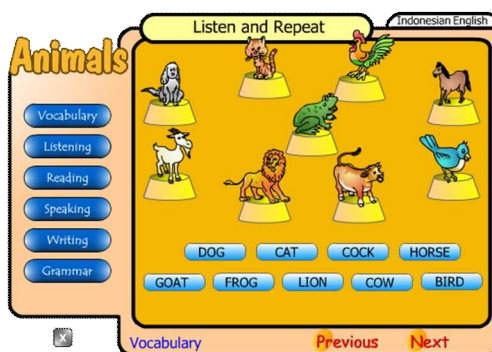 Listen and Repeat
Indonesian English
Animals
Vocabulary
Listening
Reading
Speaking
Writing
Grammar
DOG CAT COCK HORSE
GOAT FROG LION COW BIRD
X
Vocabulary Previous Next